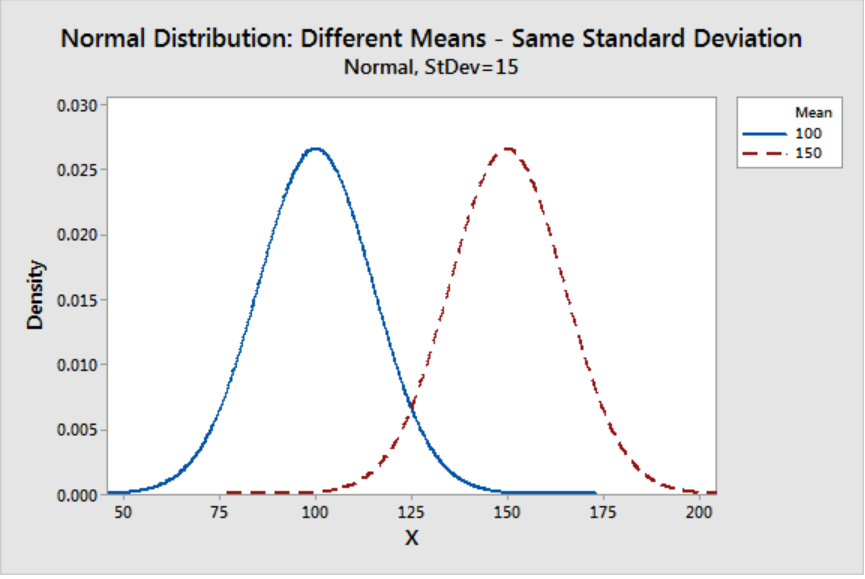 Normal Distribution: Different Means - Same Standard Deviation
Normal, StDev=15
Mean
100
150
Density
0.030
0.025
0.020
0.015
0.010
0.005
0.000
50 75 100 125 150 175 200
X